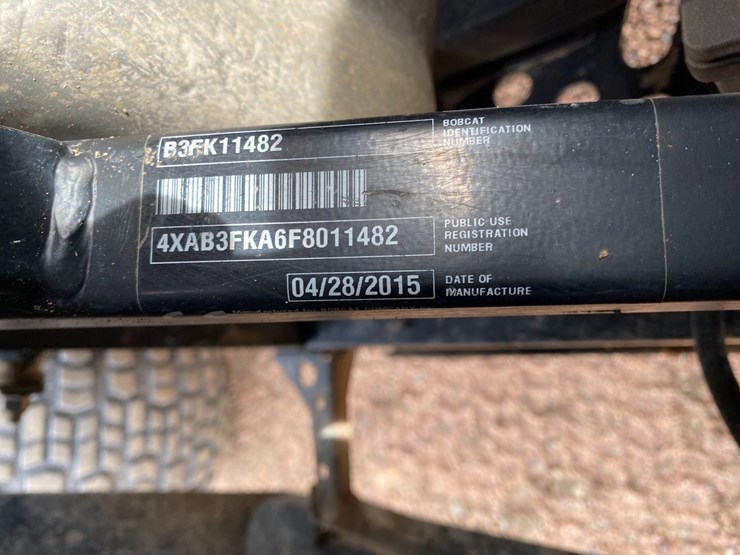 B3FK11482
BOBCAT
IDENTIFICATION
NUMBER
4XAB3FKA6F8011482
PUBLIC USE
REGISTRATION
NUMBER
04/28/2015
DATE OF
MANUFACTURE